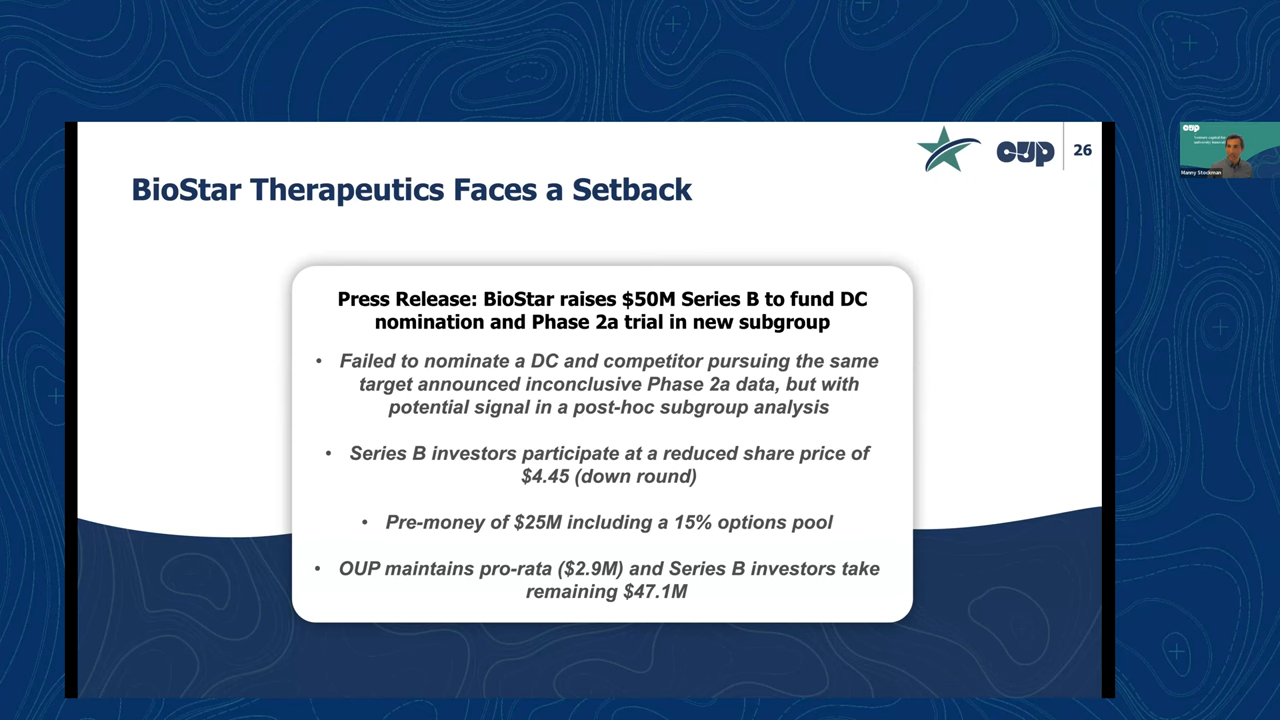 OUP
26
BioStar Therapeutics Faces a Setback
Press Release: BioStar raises $50M Series B to fund DC
nomination and Phase 2a trial in new subgroup
• Failed to nominate a DC and competitor pursuing the same
target announced inconclusive Phase 2a data, but with
potential signal in a post-hoc subgroup analysis
• Series B investors participate at a reduced share price of
$4.45 (down round)
• Pre-money of $25M including a 15% options pool
• OUP maintains pro-rata ($2.9M) and Series B investors take
remaining $47.1M
OUP
Manny Stockman